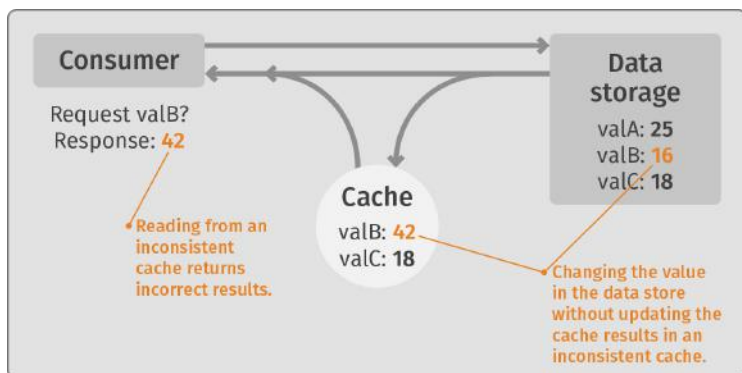 Consumer
Request valB?
Response: 42
Reading from an
inconsistent
cache returns
incorrect results.
Cache
valB: 42
valC: 18
Data
storage
valA: 25
valB: 16
valC: 18
Changing the value
in the data store
without updating the
cache results in an
inconsistent cache.